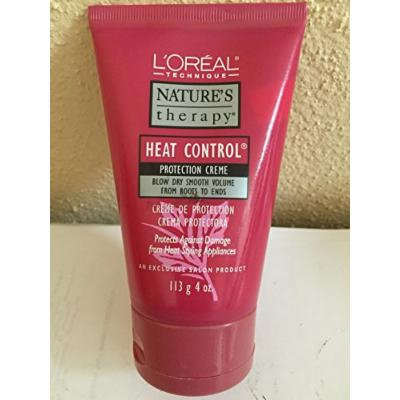 L'ORÉAL
TECHNIQUE
NATURE'S
therapy®
HEAT CONTROL®
PROTECTION CREME
BLOW DRY SMOOTH VOLUME
FROM ROOTS TO ENDS
CRÈME DE PROTECTION
CREMA PROTECTORA
Protects Against Damage
from Heat Styling Appliances
AN EXCLUSIVE SALON PRODUCT
113 g 4 oz.